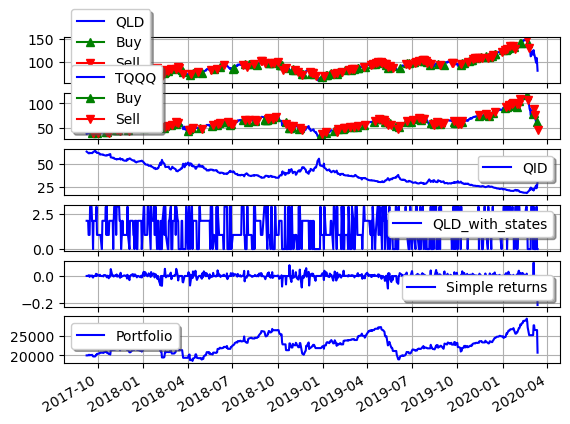 QLD
Buy
Sell
150
100
TQQQ
Buy
Sell
100
50
QID
50
25
QLD_with_states
2.5
0.0
Simple returns
0.0
−0.2
Portfolio
25000
20000
2017-10
2018-01
2018-04
2018-07
2018-10
2019-01
2019-04
2019-07
2019-10
2020-01
2020-04